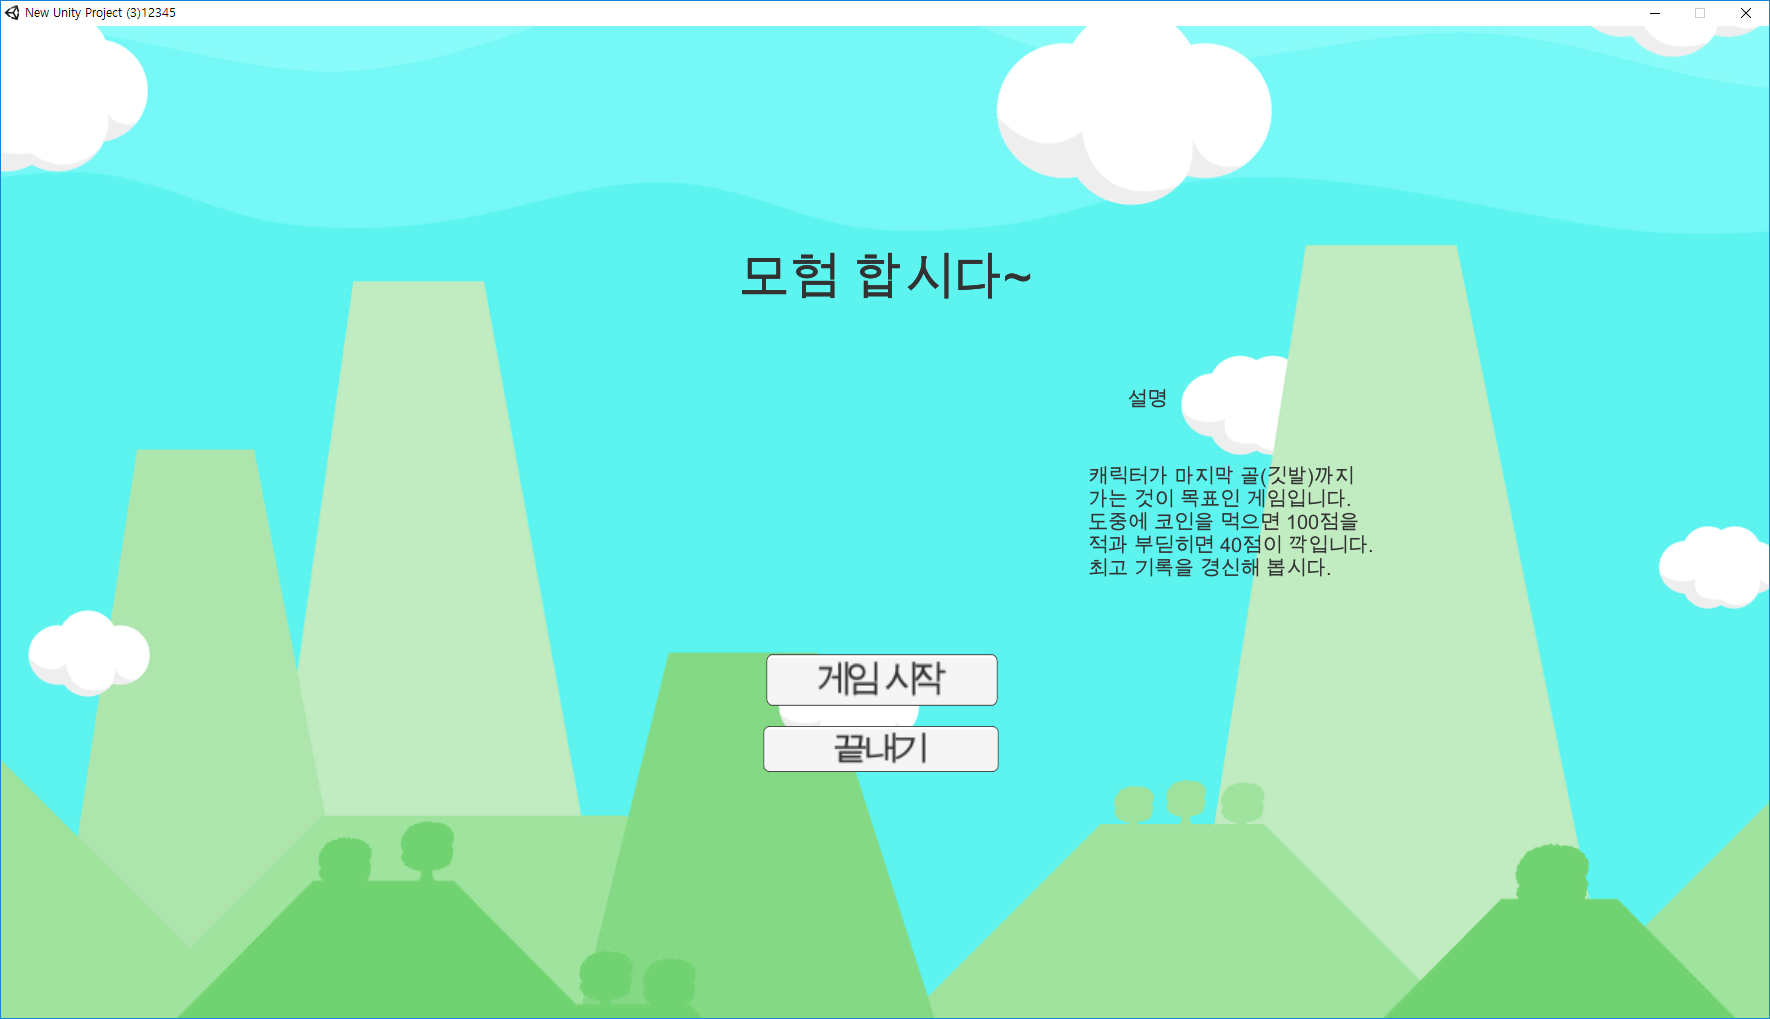 New Unity Project (3)12345
모험 합시다~
설명
캐릭터가 마지막 골(깃발)까지
가는 것이 목표인 게임입니다.
도중에 코인을 먹으면 100점을
적과 부딛히면 40점이 깍입니다.
최고 기록을 경신해 봅시다.
게임 시작
끝내기